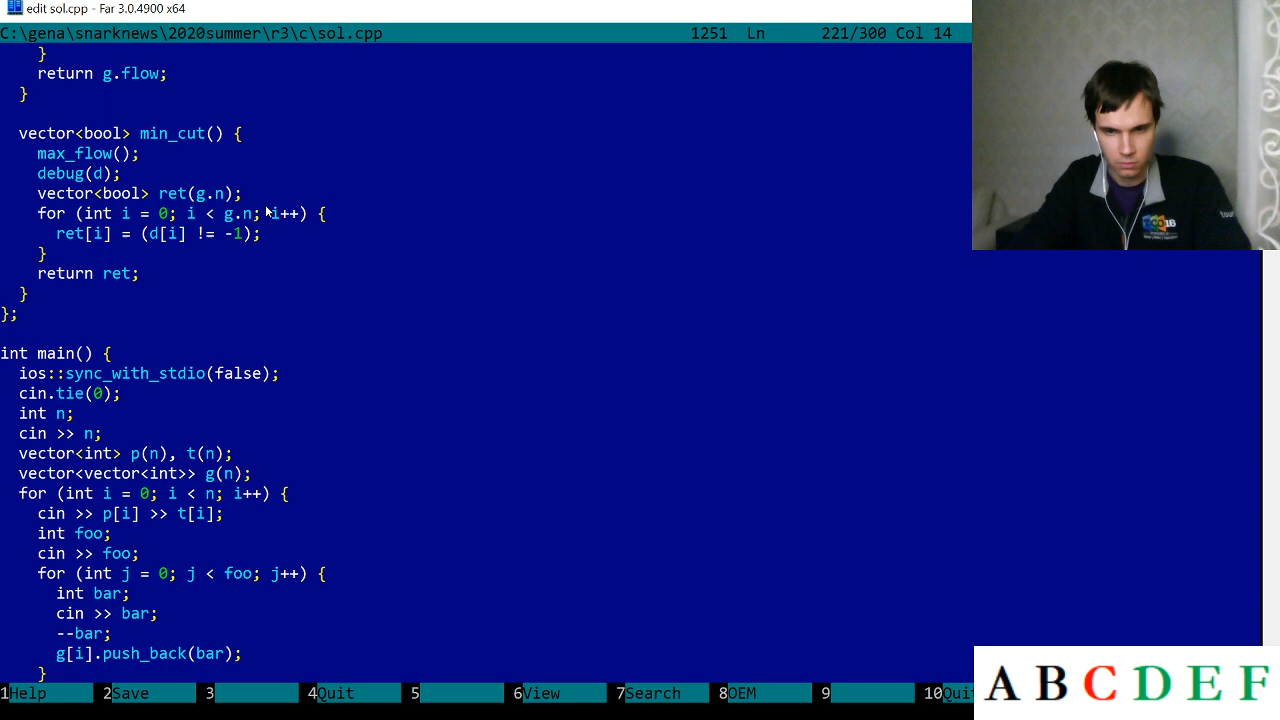 edit sol.cpp - Far 3.0.4900 x64
C:\gena\snarknews\2020summer\r3\c\sol.cpp 1251 Ln 221/300 Col 14
    }
    return g.flow;
  }

  vector<bool> min_cut() {
    max_flow();
    debug(d);
    vector<bool> ret(g.n);
    for (int i = 0; i < g.n; i++) {
      ret[i] = (d[i] != -1);
    }
    return ret;
  }
};

int main() {
  ios::sync_with_stdio(false);
  cin.tie(0);
  int n;
  cin >> n;
  vector<int> p(n), t(n);
  vector<vector<int>> g(n);
  for (int i = 0; i < n; i++) {
    cin >> p[i] >> t[i];
    int foo;
    cin >> foo;
    for (int j = 0; j < foo; j++) {
      int bar;
      cin >> bar;
      --bar;
      g[i].push_back(bar);
    }
1Help 2Save 3 4Quit 5 6View 7Search 8OEM 9 10Quit
A B C D E F